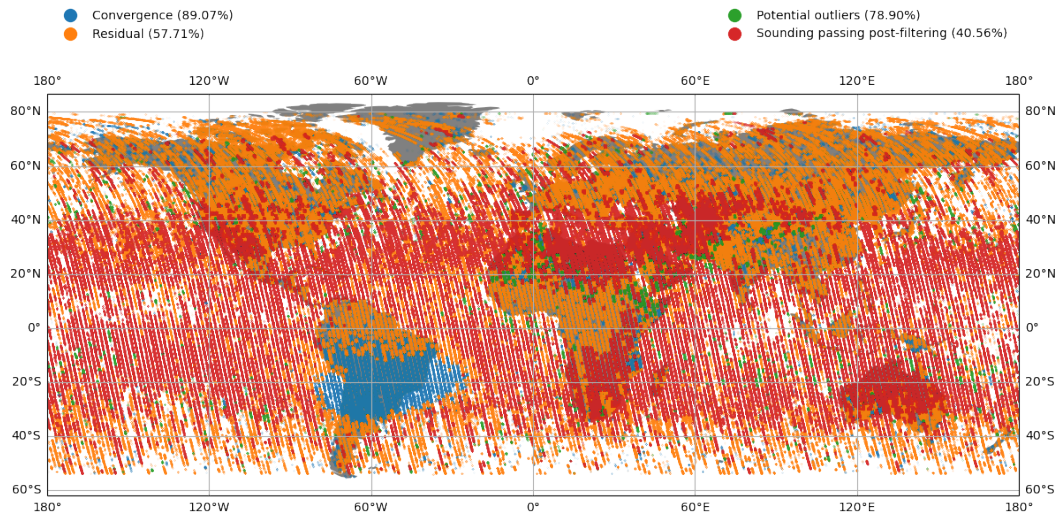 Convergence (89.07%)
Residual (57.71%)
Potential outliers (78.90%)
Sounding passing post-filtering (40.56%)
180° 120°W 60°W 0° 60°E 120°E 180°
80°N 80°N
60°N 60°N
40°N 40°N
20°N 20°N
0° 0°
20°S 20°S
40°S 40°S
60°S 60°S
180° 120°W 60°W 0° 60°E 120°E 180°